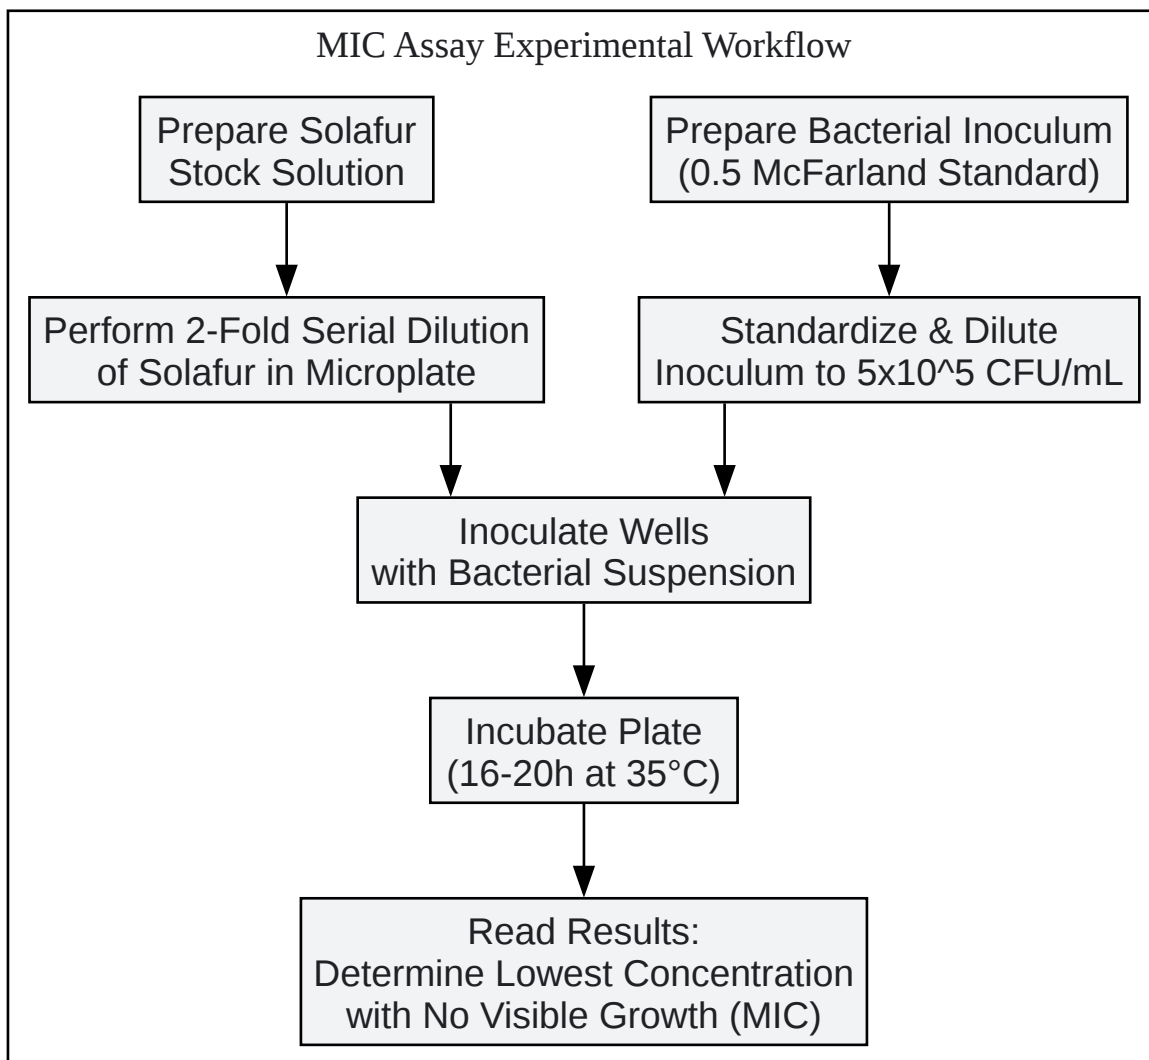 MIC Assay Experimental Workflow
Prepare Solafur
Stock Solution
Prepare Bacterial Inoculum
(0.5 McFarland Standard)
Perform 2-Fold Serial Dilution
of Solafur in Microplate
Standardize & Dilute
Inoculum to 5x10^5 CFU/mL
Inoculate Wells
with Bacterial Suspension
Incubate Plate
(16-20h at 35°C)
Read Results:
Determine Lowest Concentration
with No Visible Growth (MIC)